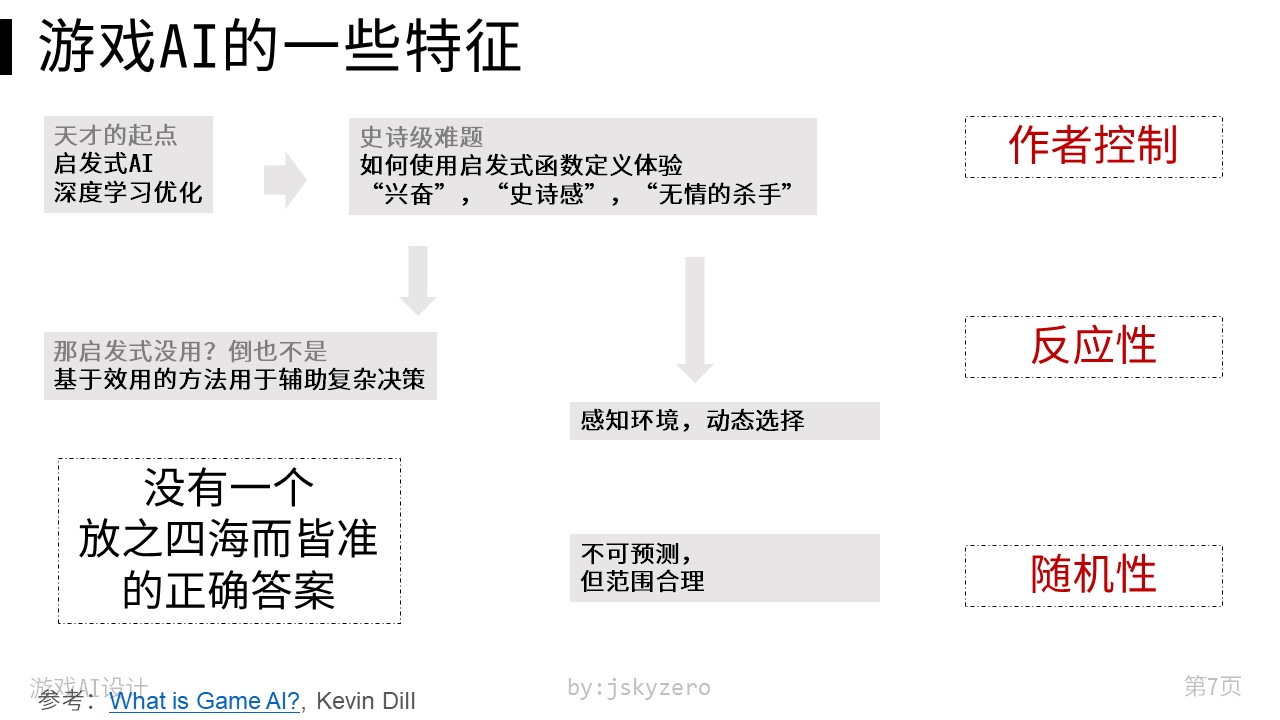 游戏AI的一些特征
天才的起点
启发式AI
深度学习优化
史诗级难题
如何使用启发式函数定义体验
“兴奋”，“史诗感”，“无情的杀手”
作者控制
那启发式没用？倒也不是
基于效用的方法用于辅助复杂决策
反应性
感知环境，动态选择
没有一个
放之四海而皆准
的正确答案
不可预测，
但范围合理
随机性
游戏AI设计
参考：What is Game AI?, Kevin Dill
by:jskyzero
第7页